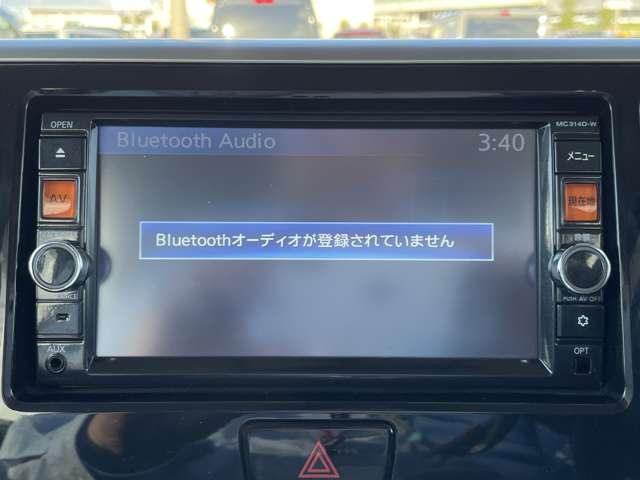 OPEN
MC314D-W
Bluetooth Audio
3:40
メニュー
AV
現在地
Bluetoothオーディオが登録されていません
PUSH AV OFF
AUX
OPT